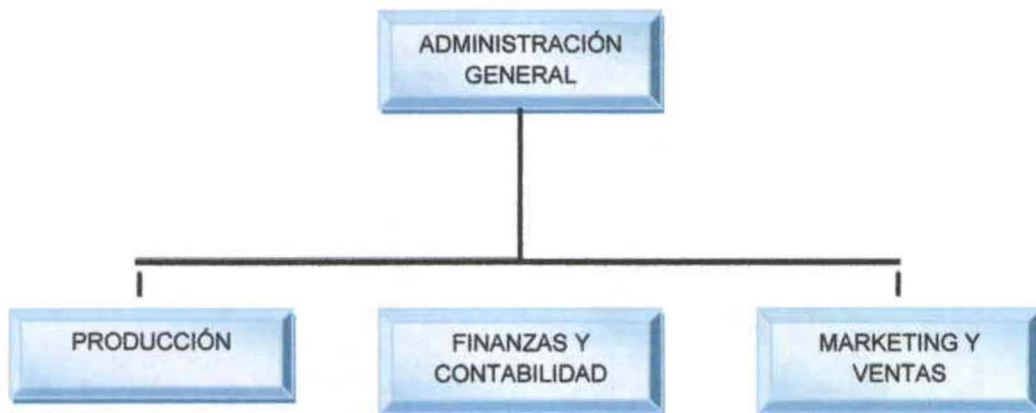 ADMINISTRACIÓN
GENERAL
PRODUCCIÓN
FINANZAS Y
CONTABILIDAD
MARKETING Y
VENTAS